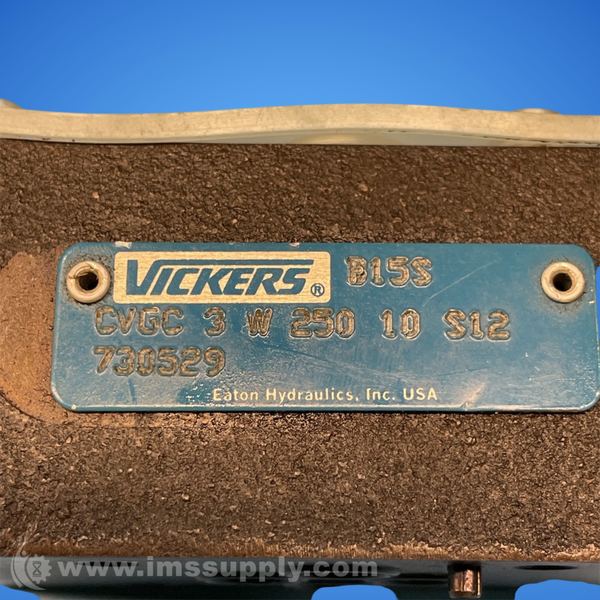 VICKERS® B15S
CVGC 3 W 250 10 S12
730529
Eaton Hydraulics, Inc. USA
www.imssupply.com